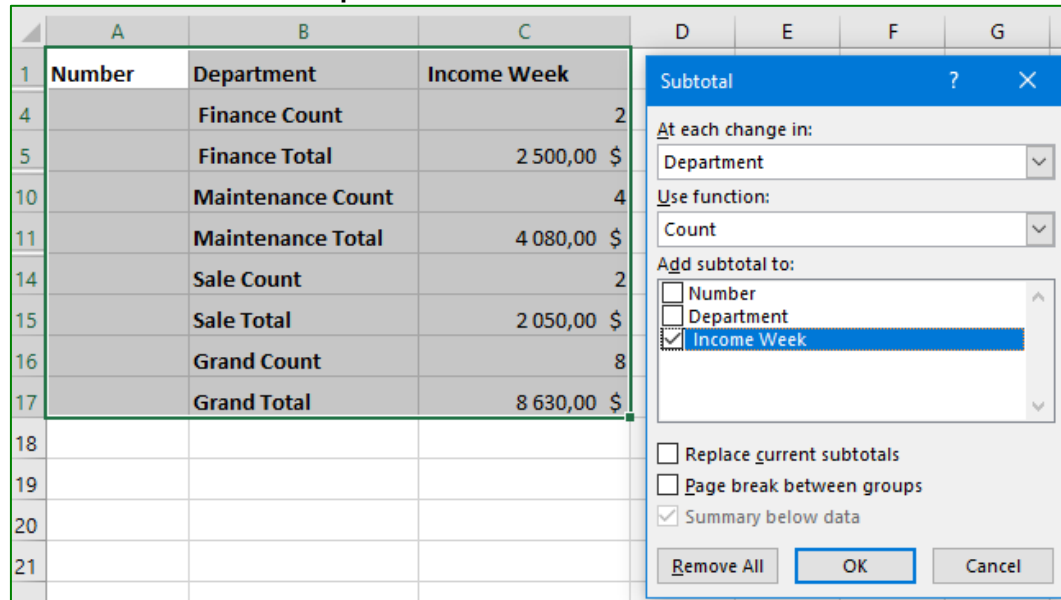 A B C D E F G
1 Number Department Income Week
4 Finance Count 2
5 Finance Total 2 500,00 $
10 Maintenance Count 4
11 Maintenance Total 4 080,00 $
14 Sale Count 2
15 Sale Total 2 050,00 $
16 Grand Count 8
17 Grand Total 8 630,00 $
18
19
20
21
Subtotal ? ×
At each change in:
Department
Use function:
Count
Add subtotal to:
Number
Department
Income Week
Replace current subtotals
Page break between groups
Summary below data
Remove All OK Cancel